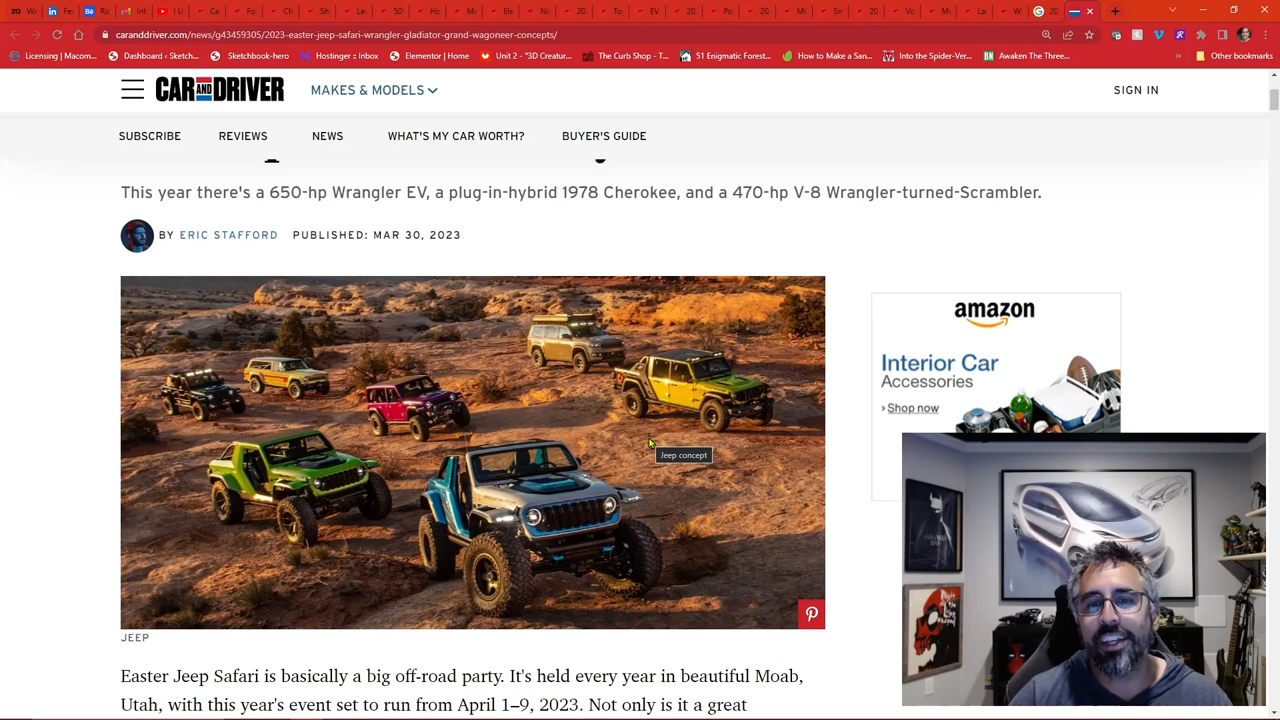 caranddriver.com/news/g43459305/2023-easter-jeep-safari-wrangler-gladiator-grand-wagoneer-concepts/
Licensing | Macom... Dashboard ‹ Sketch... Sketchbook-hero Hostinger :: Inbox Elementor | Home Unit 2 - "3D Creatur... The Curb Shop - T... 51 Enigmatic Forest... How to Make a San... Into the Spider-Ver... Awaken The Three... » Other bookmarks
CAR AND DRIVER MAKES & MODELS SIGN IN
SUBSCRIBE REVIEWS NEWS WHAT'S MY CAR WORTH? BUYER'S GUIDE
This year there's a 650-hp Wrangler EV, a plug-in-hybrid 1978 Cherokee, and a 470-hp V-8 Wrangler-turned-Scrambler.
BY ERIC STAFFORD PUBLISHED: MAR 30, 2023
amazon
Interior Car
Accessories
› Shop now
Jeep concept
JEEP
Easter Jeep Safari is basically a big off-road party. It's held every year in beautiful Moab,
Utah, with this year's event set to run from April 1–9, 2023. Not only is it a great